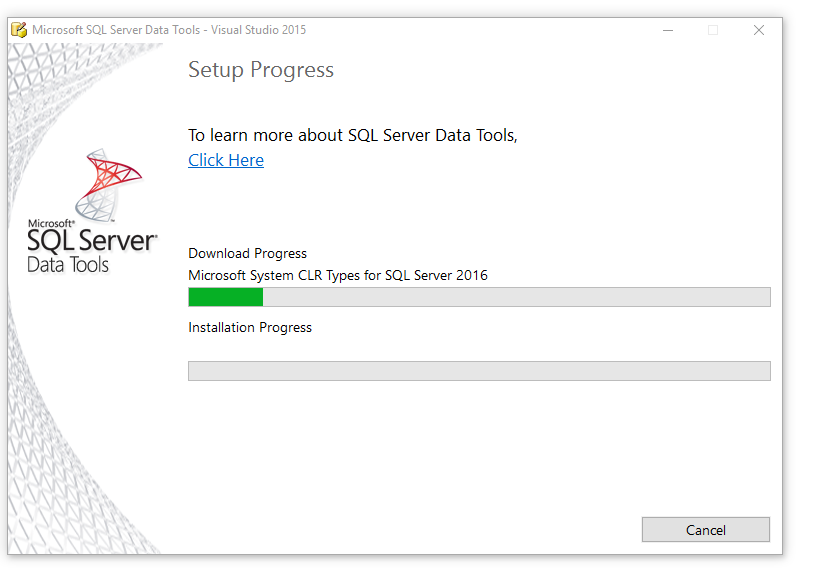 Microsoft SQL Server Data Tools - Visual Studio 2015
Setup Progress
To learn more about SQL Server Data Tools,
Click Here
Microsoft®
SQL Server®
Data Tools
Download Progress
Microsoft System CLR Types for SQL Server 2016
Installation Progress
Cancel